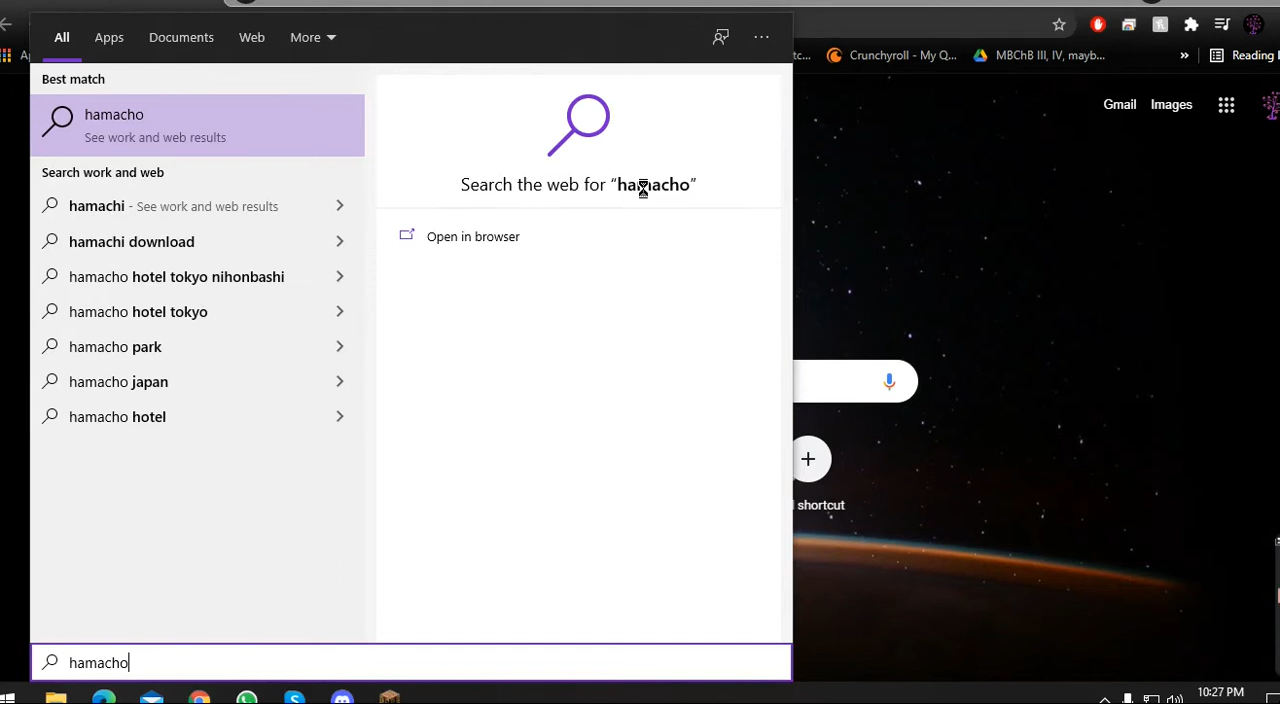 All Apps Documents Web More
tc... Crunchyroll - My Q... MBChB III, IV, mayb... » Reading
Gmail Images
Best match
hamacho
See work and web results
Search work and web
hamachi - See work and web results
hamachi download
hamacho hotel tokyo nihonbashi
hamacho hotel tokyo
hamacho park
hamacho japan
hamacho hotel
Search the web for “hamacho”
Open in browser
shortcut
hamacho
10:27 PM